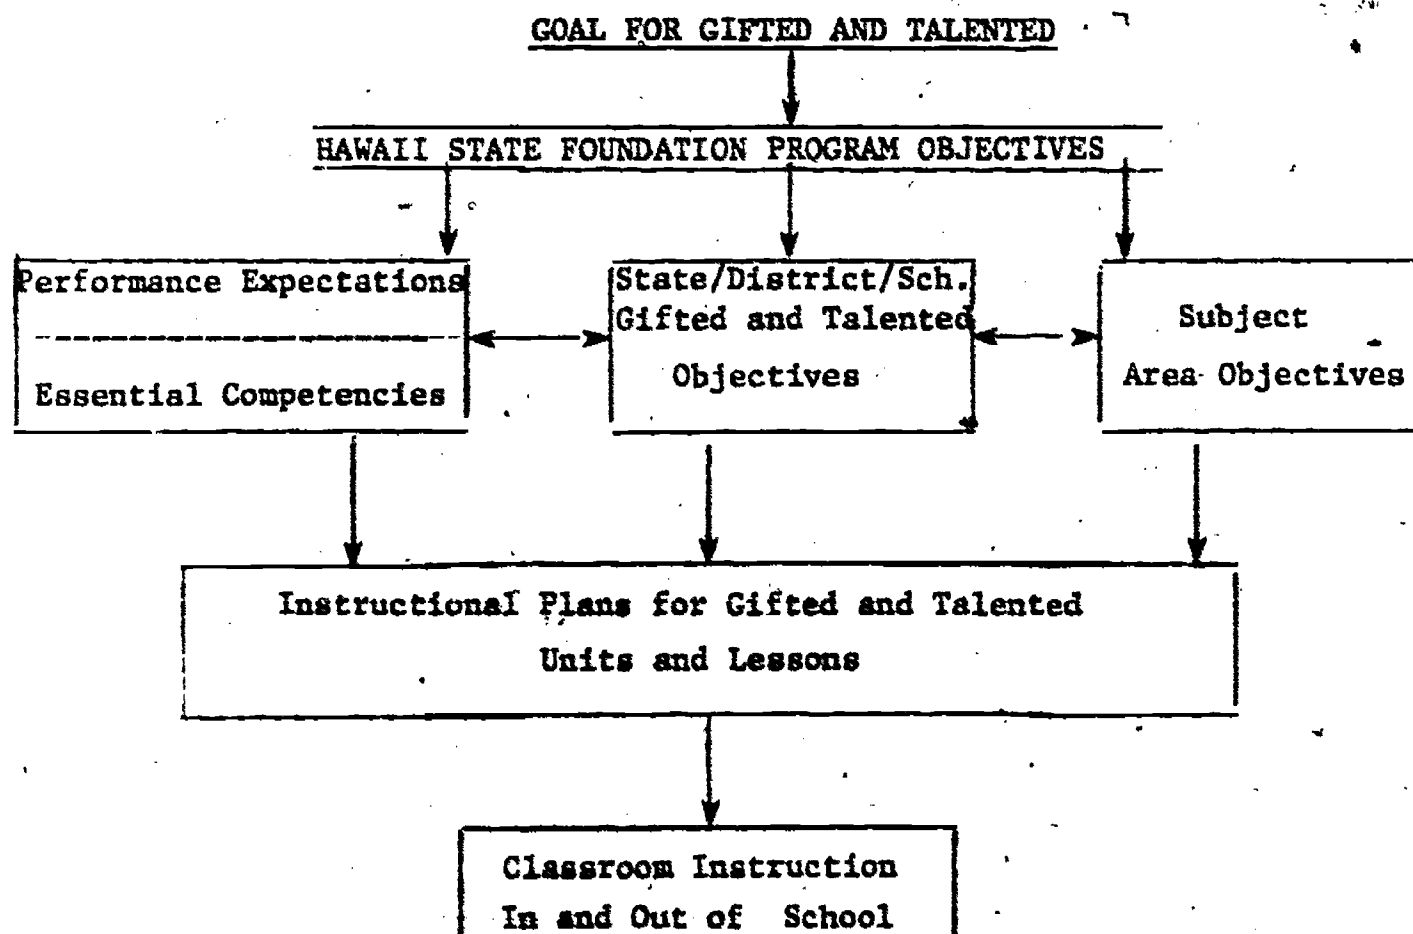 GOAL FOR GIFTED AND TALENTED
HAWAII STATE FOUNDATION PROGRAM OBJECTIVES
Performance Expectations
Essential Competencies
State/District/Sch.
Gifted and Talented
Objectives
Subject
Area Objectives
Instructional Plans for Gifted and Talented
Units and Lessons
Classroom Instruction
In and Out of School